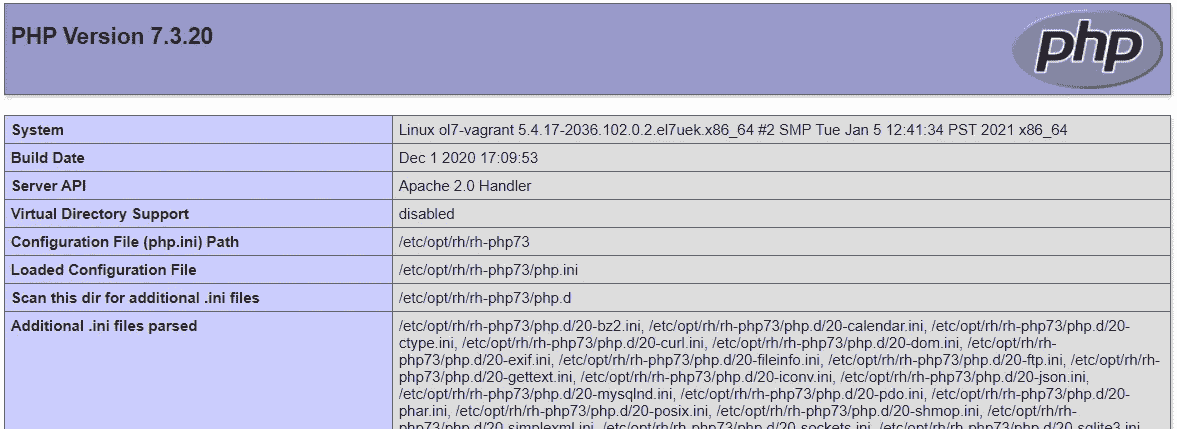 PHP Version 7.3.20
php
System Linux ol7-vagrant 5.4.17-2036.102.0.2.el7uek.x86_64 #2 SMP Tue Jan 5 12:41:34 PST 2021 x86_64
Build Date Dec 1 2020 17:09:53
Server API Apache 2.0 Handler
Virtual Directory Support disabled
Configuration File (php.ini) Path /etc/opt/rh/rh-php73
Loaded Configuration File /etc/opt/rh/rh-php73/php.ini
Scan this dir for additional .ini files /etc/opt/rh/rh-php73/php.d
Additional .ini files parsed /etc/opt/rh/rh-php73/php.d/20-bz2.ini, /etc/opt/rh/rh-php73/php.d/20-calendar.ini, /etc/opt/rh/rh-php73/php.d/20-
ctype.ini, /etc/opt/rh/rh-php73/php.d/20-curl.ini, /etc/opt/rh/rh-php73/php.d/20-dom.ini, /etc/opt/rh/rh-
php73/php.d/20-exif.ini, /etc/opt/rh/rh-php73/php.d/20-fileinfo.ini, /etc/opt/rh/rh-php73/php.d/20-ftp.ini, /etc/opt/rh/rh-
php73/php.d/20-gettext.ini, /etc/opt/rh/rh-php73/php.d/20-iconv.ini, /etc/opt/rh/rh-php73/php.d/20-json.ini,
/etc/opt/rh/rh-php73/php.d/20-mysqlnd.ini, /etc/opt/rh/rh-php73/php.d/20-pdo.ini, /etc/opt/rh/rh-php73/php.d/20-
phar.ini, /etc/opt/rh/rh-php73/php.d/20-posix.ini, /etc/opt/rh/rh-php73/php.d/20-shmop.ini, /etc/opt/rh/rh-
php73/php.d/20-simplexml.ini, /etc/opt/rh/rh-php73/php.d/20-sockets.ini, /etc/opt/rh/rh-php73/php.d/20-sqlite3.ini,